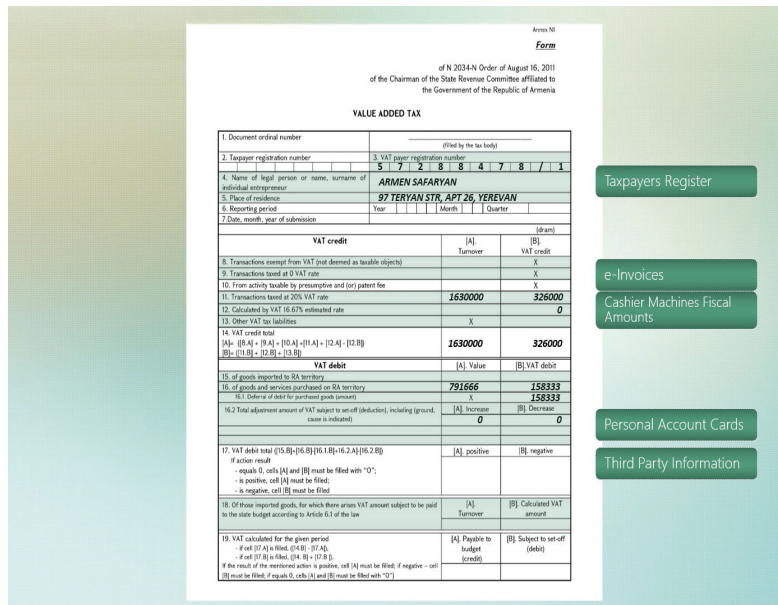 Annex N1
Form
of N 2034-N Order of August 16, 2011
of the Chairman of the State Revenue Committee affiliated to
the Government of the Republic of Armenia
VALUE ADDED TAX
1. Document ordinal number
(filled by the tax body)
2. Taxpayer registration number
3. VAT payer registration number
5 7 2 8 8 4 7 8 / 1
4. Name of legal person or name, surname of
individual entrepreneur
ARMEN SAFARYAN
Taxpayers Register
5. Place of residence
97 TERYAN STR, APT 26, YEREVAN
6. Reporting period
Year Month Quarter
7.Date, month, year of submission
(dram)
VAT credit [A]. [B].
Turnover VAT credit
8. Transactions exempt from VAT (not deemed as taxable objects) X
9. Transactions taxed at 0 VAT rate X
e-Invoices
10. From activity taxable by presumptive and (or) patent fee X
11. Transactions taxed at 20% VAT rate 1630000 326000
Cashier Machines Fiscal
Amounts
12. Calculated by VAT 16.67% estimated rate 0
13. Other VAT tax liabilities X
14. VAT credit total
[A]= ([8.A] + [9.A] + [10.A] +[11.A] + [12.A] - [12.B]) 1630000 326000
[B]= ([11.B] + [12.B] + [13.B])
VAT debit [A]. Value [B].VAT debit
15. of goods imported to RA territory
16. of goods and services purchased on RA territory 791666 158333
16.1. Deferral of debit for purchased goods (amount) X 158333
16.2 Total adjustment amount of VAT subject to set-off (deduction), including (ground,
cause is indicated)
[A]. Increase [B]. Decrease
0 0
Personal Account Cards
17. VAT debit total ([15.B]+[16.B]-[16.1.B]+16.2.A]-[16.2.B]) [A]. positive [B]. negative
If action result
- equals 0, cells [A] and [B] must be filled with "O";
- is positive, cell [A] must be filled;
- is negative, cell [B] must be filled
Third Party Information
18. Of those imported goods, for which there arises VAT amount subject to be paid
to the state budget according to Article 6.1 of the law
[A]. [B]. Calculated VAT
Turnover amount
19. VAT calculated for the given period
- if cell [17.A] is filled, ([14.B] - [17.A]),
- if cell [17.B] is filled, ([14. B] + [17.B ]).
If the result of the mentioned action is positive, cell [A] must be filled; if negative – cell
[B] must be filled; if equals 0, cells [A] and [B] must be filled with "0")
[A]. Payable to [B]. Subject to set-off
budget (debit)
(credit)